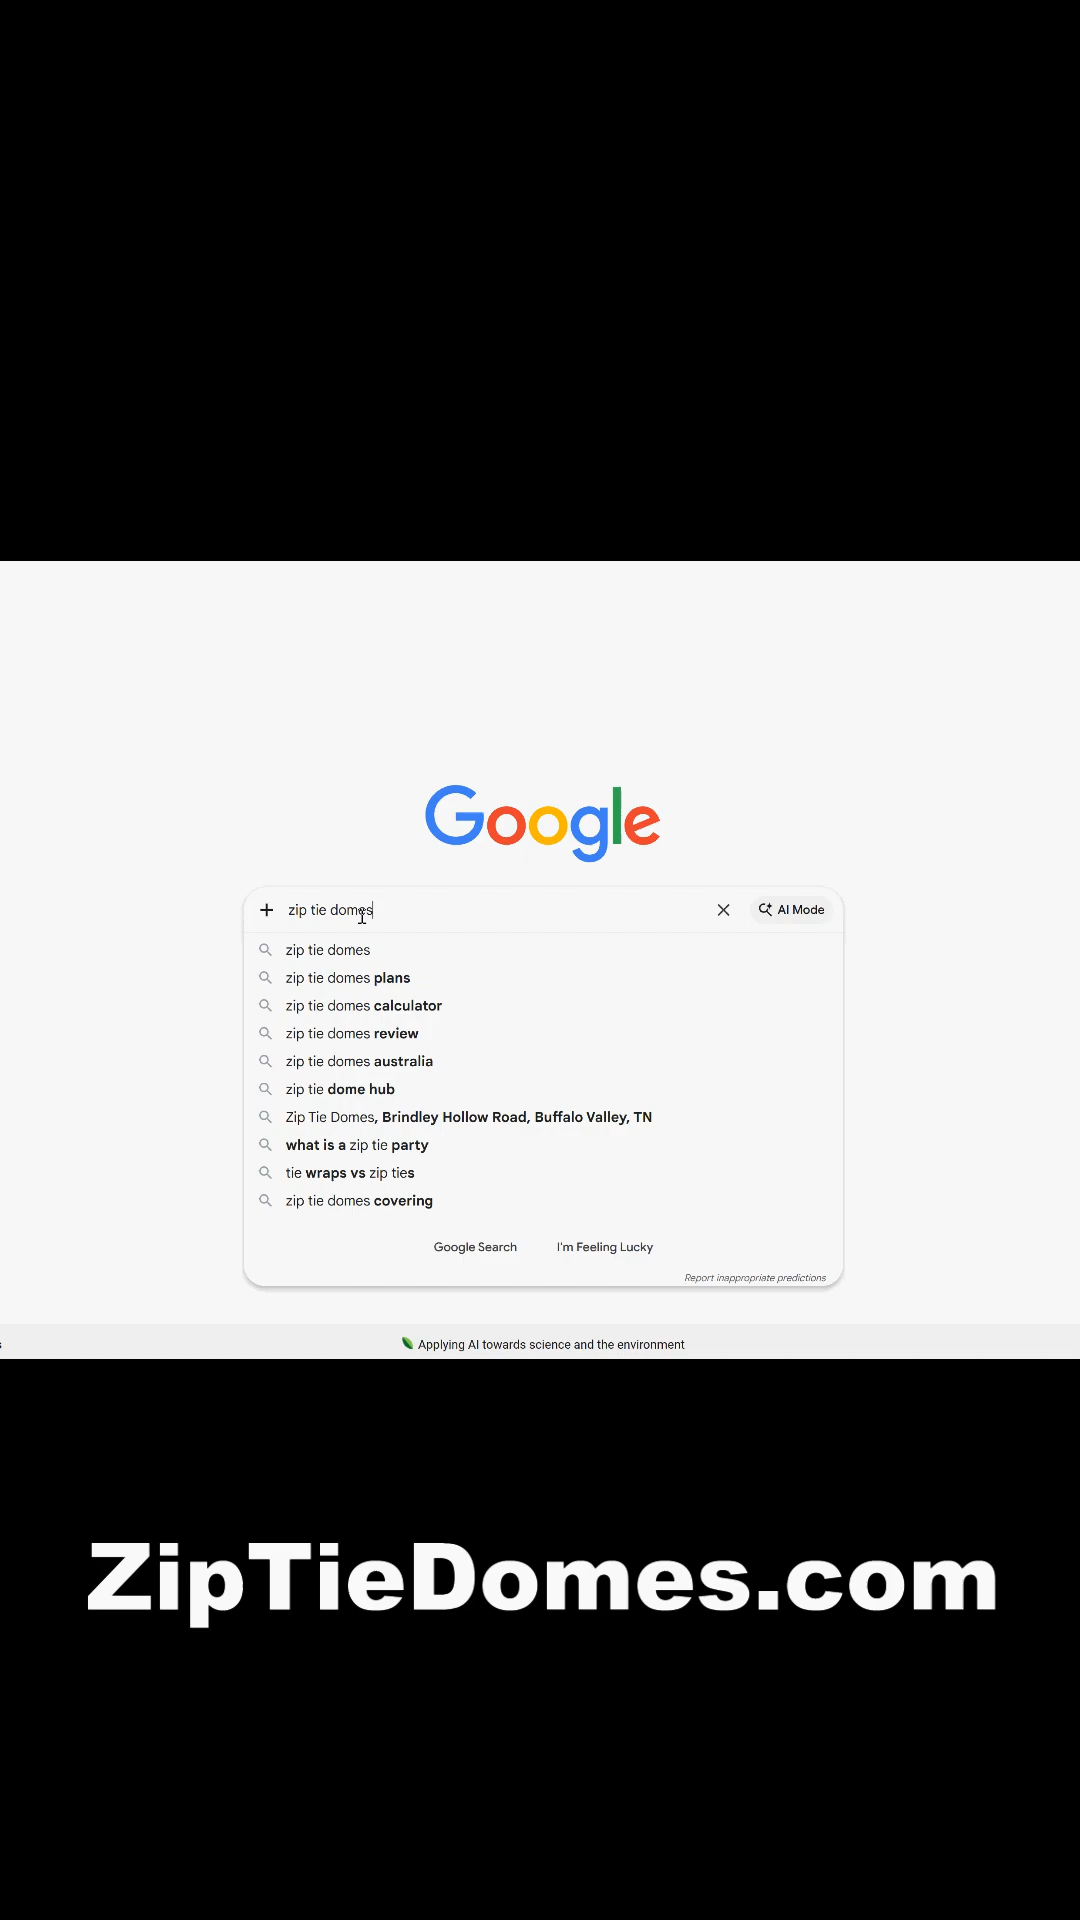 Google
zip tie domes
AI Mode
zip tie domes
zip tie domes plans
zip tie domes calculator
zip tie domes review
zip tie domes australia
zip tie dome hub
Zip Tie Domes, Brindley Hollow Road, Buffalo Valley, TN
what is a zip tie party
tie wraps vs zip ties
zip tie domes covering
Google Search
I'm Feeling Lucky
Report inappropriate predictions
Applying AI towards science and the environment
ZipTieDomes.com